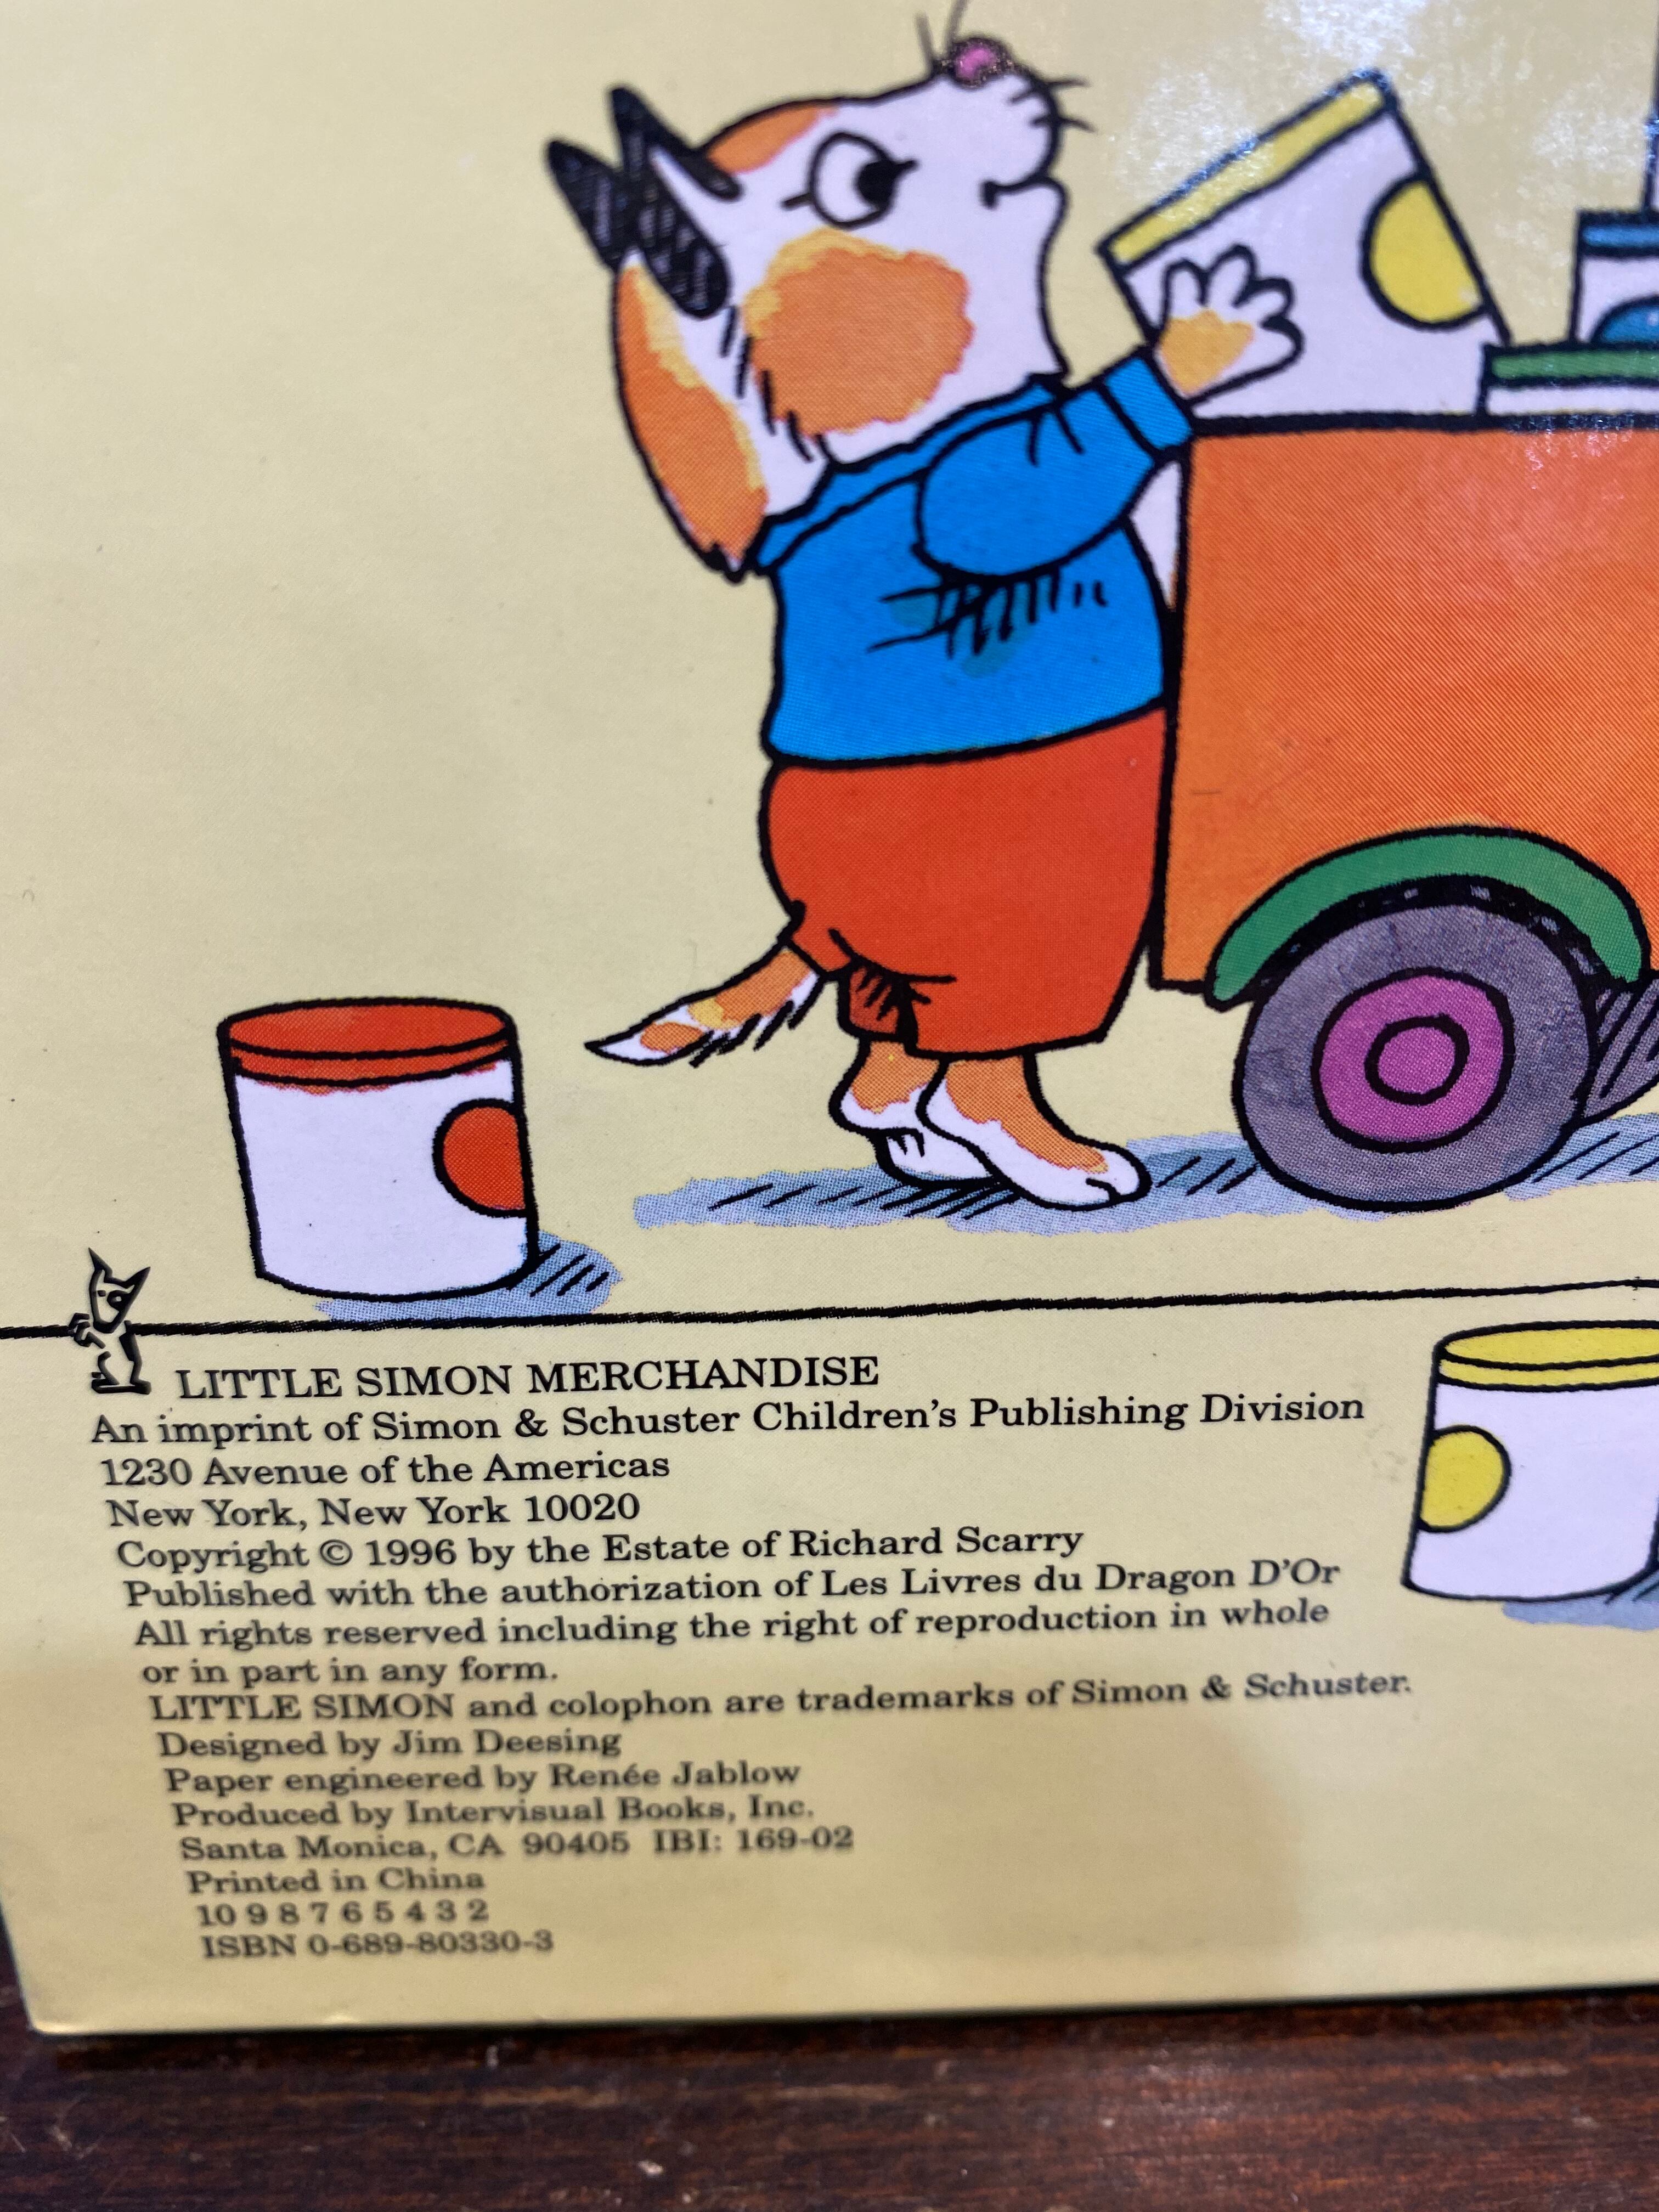 LITTLE SIMON MERCHANDISE
An imprint of Simon & Schuster Children's Publishing Division
1230 Avenue of the Americas
New York, New York 10020
Copyright © 1996 by the Estate of Richard Scarry
Published with the authorization of Les Livres du Dragon D'Or
All rights reserved including the right of reproduction in whole
or in part in any form.
LITTLE SIMON and colophon are trademarks of Simon & Schuster.
Designed by Jim Deesing
Paper engineered by Renée Jablow
Produced by Intervisual Books, Inc.
Santa Monica, CA 90405 IBI: 169-02
Printed in China
10 9 8 7 6 5 4 3 2
ISBN 0-689-80330-3